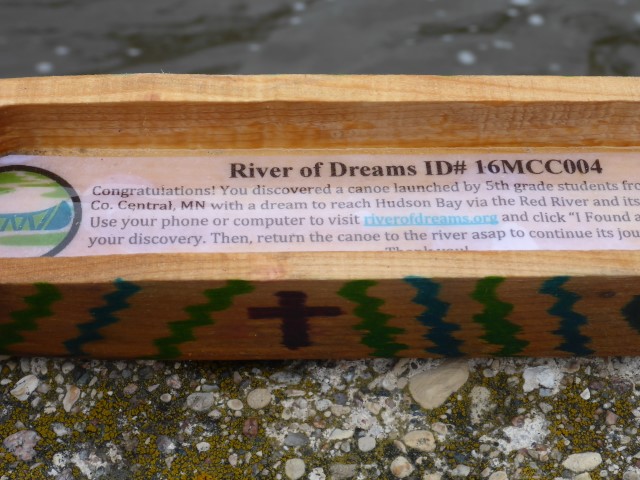 River of Dreams ID# 16MCC004
Congratulations! You discovered a canoe launched by 5th grade students fro
Co. Central, MN with a dream to reach Hudson Bay via the Red River and its
Use your phone or computer to visit riverofdreams.org and click "I Found a
your discovery. Then, return the canoe to the river asap to continue its jou
Thank you!